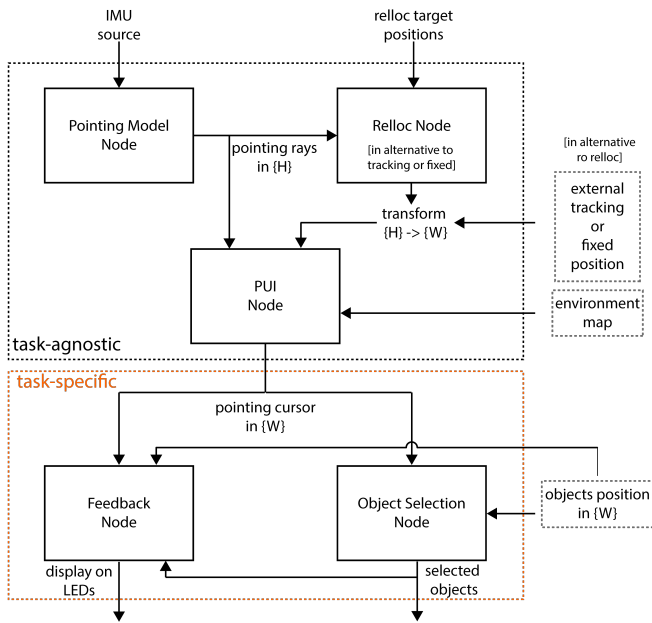 IMU
source
relloc target
positions
Pointing Model
Node
Relloc Node
[in alternative to
tracking or fixed]
pointing rays
in {H}
[in alternative
ro relloc]
external
tracking
or
fixed
position
transform
{H} -> {W}
PUI
Node
environment
map
task-agnostic
task-specific
pointing cursor
in {W}
Feedback
Node
Object Selection
Node
objects position
in {W}
display on
LEDs
selected
objects